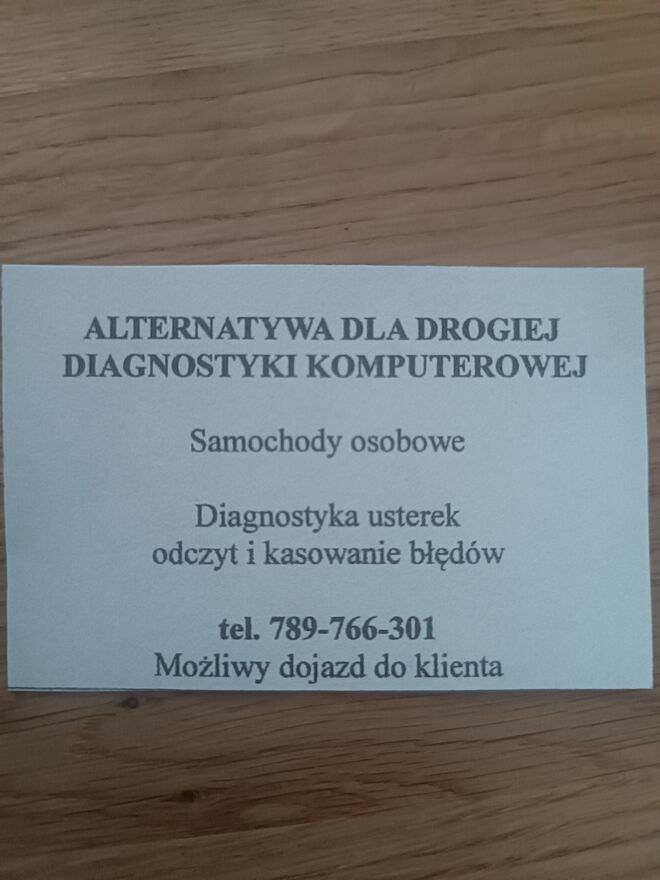 ALTERNATYWA DLA DROGIEJ
DIAGNOSTYKI KOMPUTEROWEJ
Samochody osobowe
Diagnostyka usterek
odczyt i kasowanie błędów
tel. 789-766-301
Możliwy dojazd do klienta